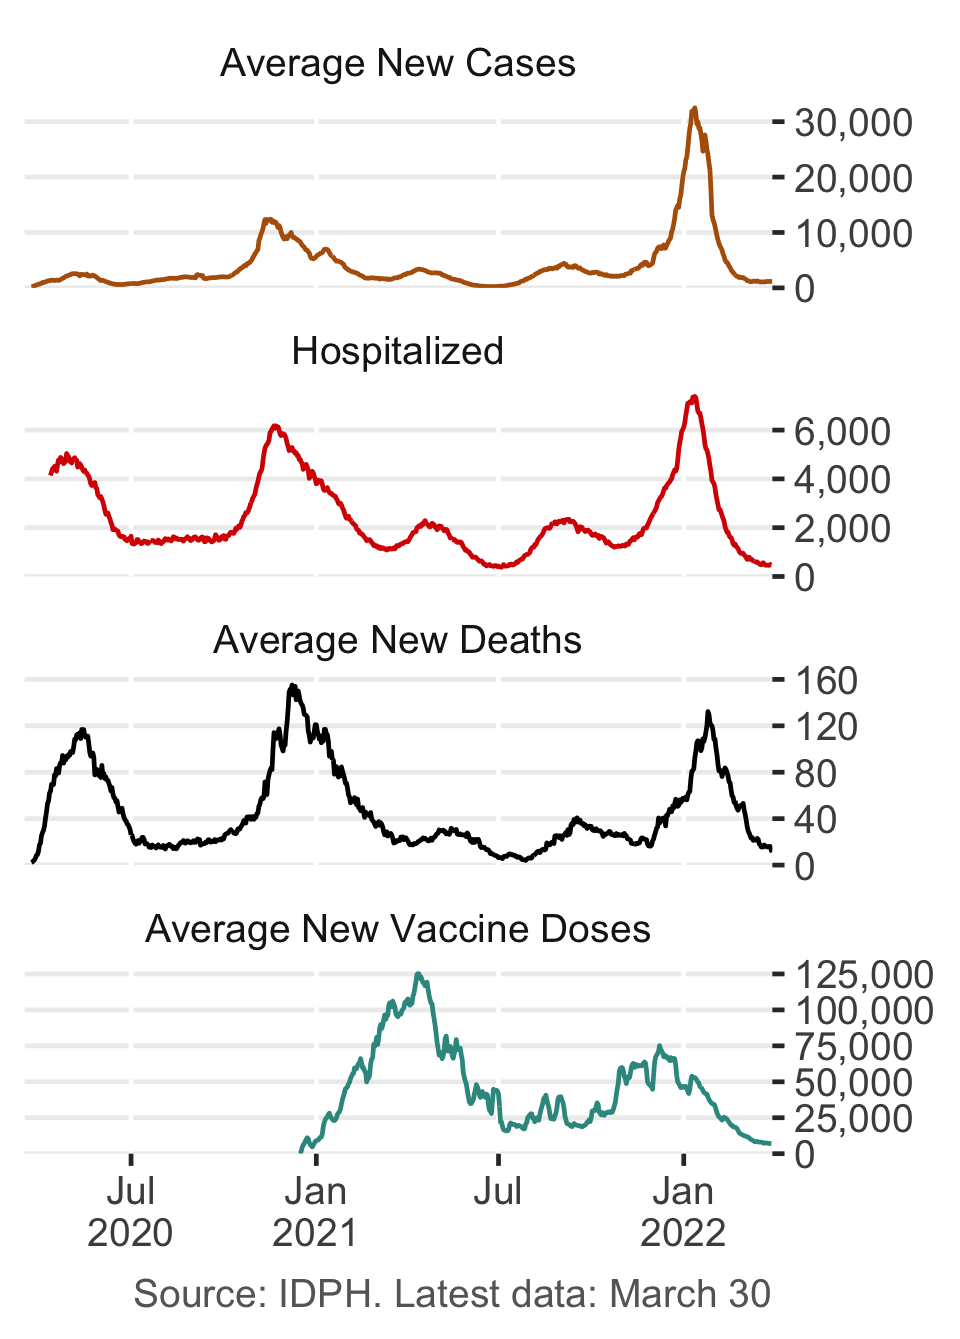 Average New Cases
30,000
20,000
10,000
0
Hospitalized
6,000
4,000
2,000
0
Average New Deaths
160
120
80
40
0
Average New Vaccine Doses
125,000
100,000
75,000
50,000
25,000
0
Jul Jan Jul Jan
2020 2021 2022
Source: IDPH. Latest data: March 30